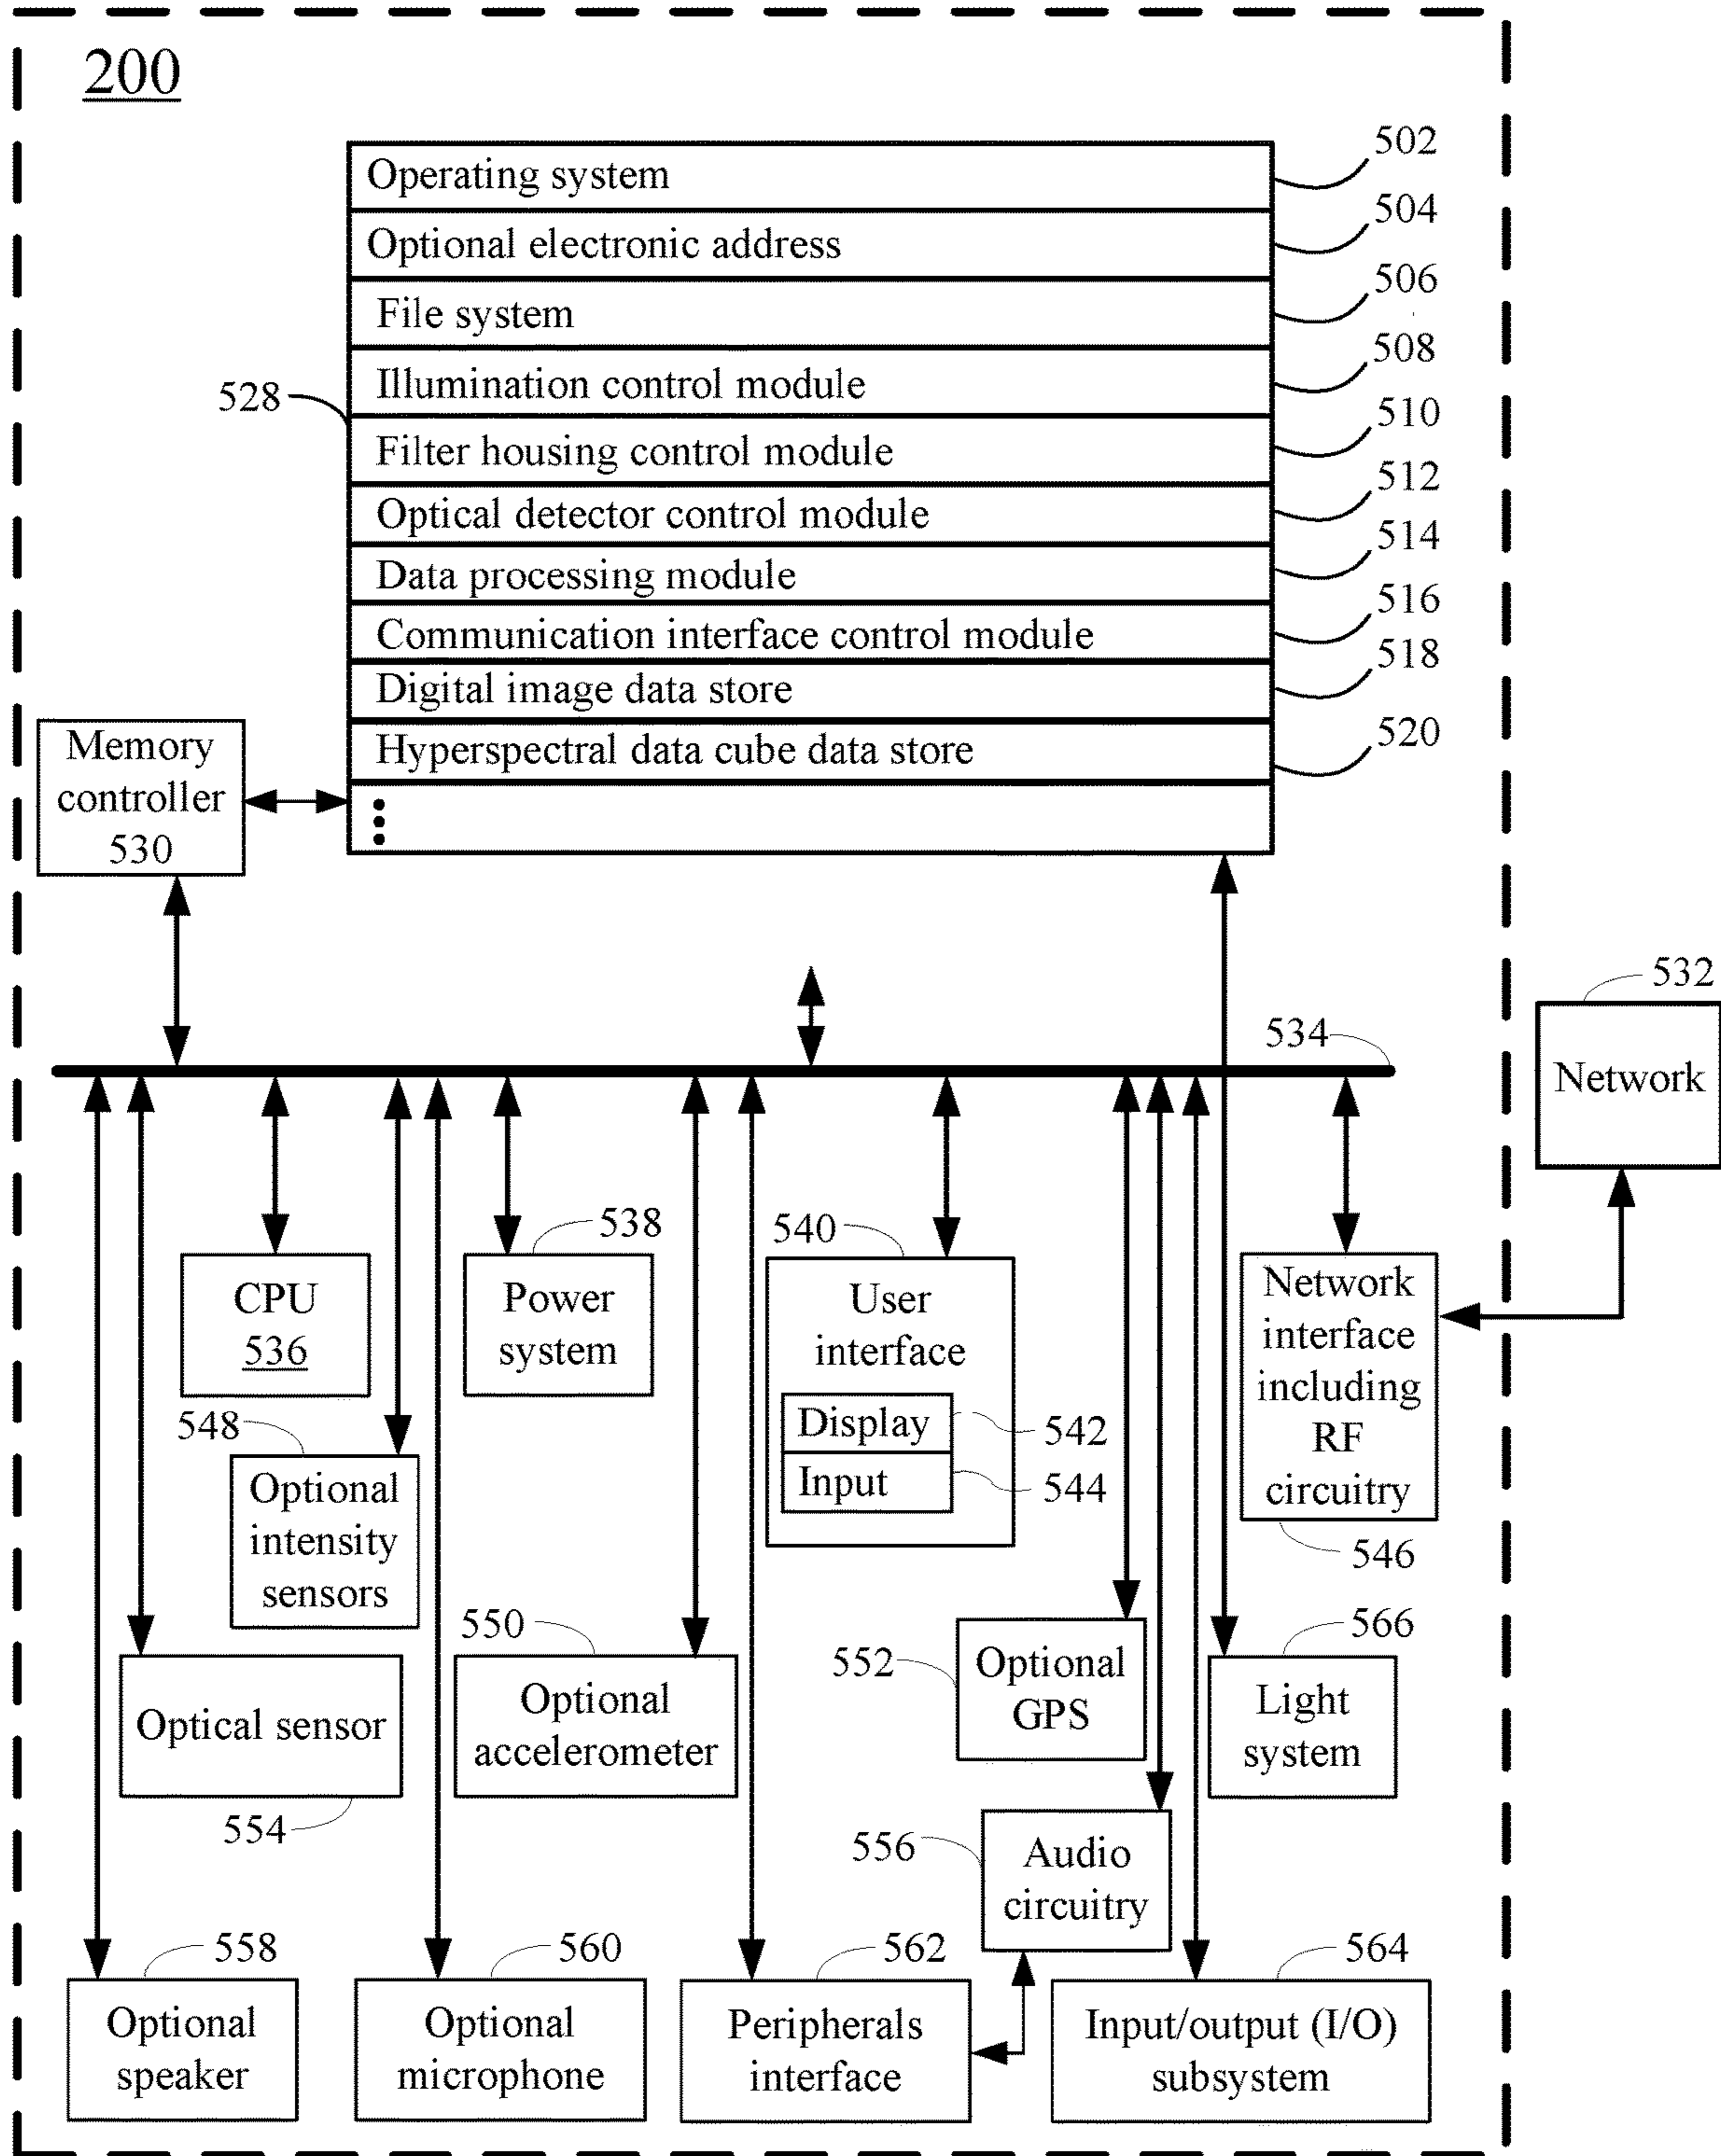 200
Operating system
502
Optional electronic address
504
File system
506
Illumination control module
508
528
Filter housing control module
510
Optical detector control module
512
Data processing module
514
Communication interface control module
516
Digital image data store
518
Hyperspectral data cube data store
520
Memory
controller
530
532
Network
534
CPU
536
538
Power
system
540
User
interface
Display
542
Input
544
Network
interface
including
RF
circuitry
546
548
Optional
intensity
sensors
550
Optional
accelerometer
552
Optional
GPS
566
Light
system
Optical sensor
554
556
Audio
circuitry
558
Optional
speaker
560
Optional
microphone
562
Peripherals
interface
564
Input/output (I/O)
subsystem